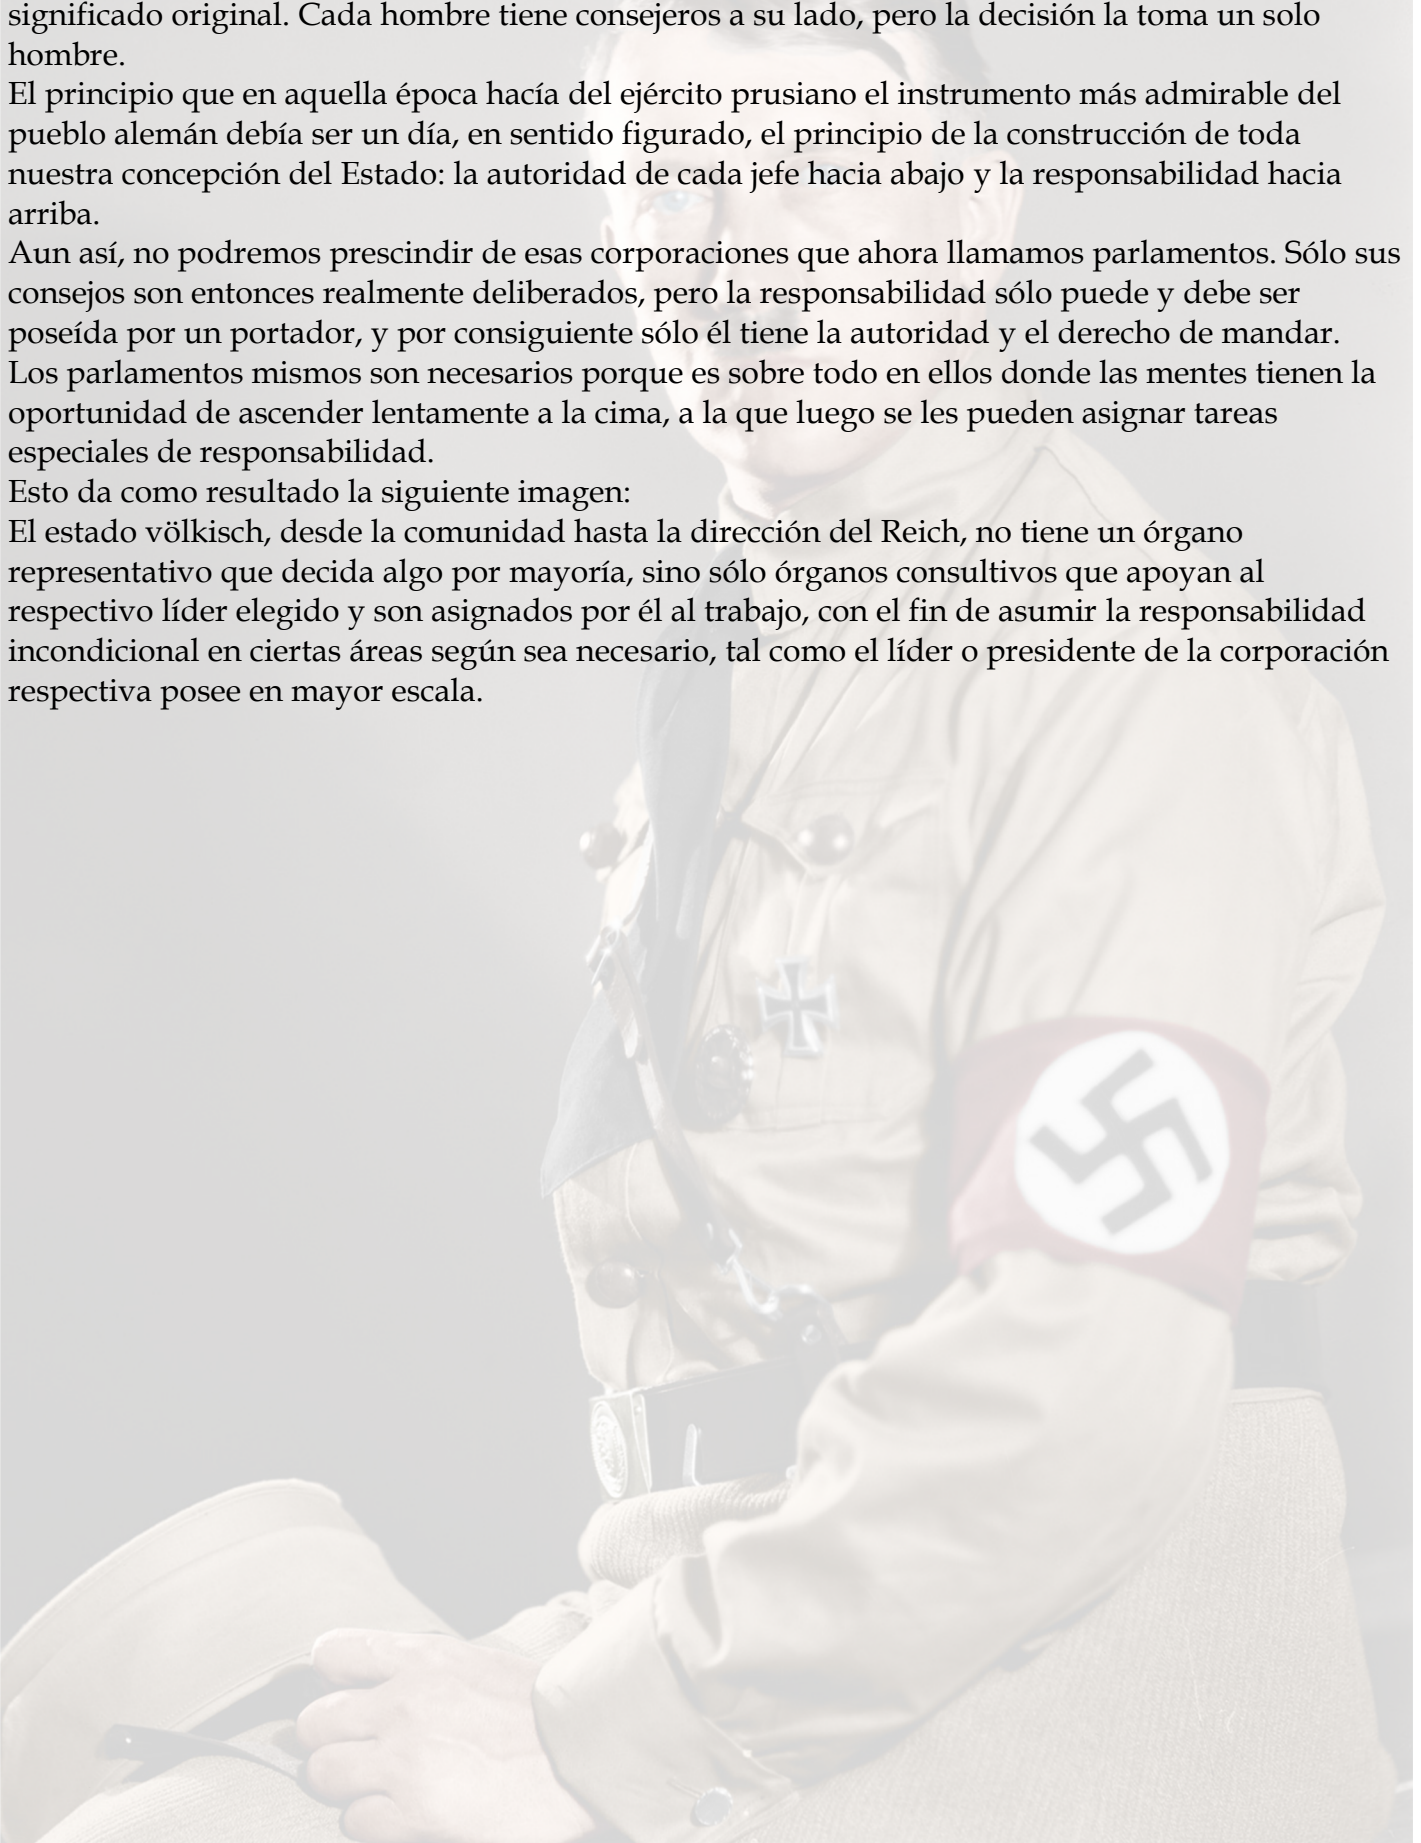 significado original. Cada hombre tiene consejeros a su lado, pero la decisión la toma un solo
hombre.
El principio que en aquella época hacía del ejército prusiano el instrumento más admirable del
pueblo alemán debía ser un día, en sentido figurado, el principio de la construcción de toda
nuestra concepción del Estado: la autoridad de cada jefe hacia abajo y la responsabilidad hacia
arriba.
Aun así, no podremos prescindir de esas corporaciones que ahora llamamos parlamentos. Sólo sus
consejos son entonces realmente deliberados, pero la responsabilidad sólo puede y debe ser
poseída por un portador, y por consiguiente sólo él tiene la autoridad y el derecho de mandar.
Los parlamentos mismos son necesarios porque es sobre todo en ellos donde las mentes tienen la
oportunidad de ascender lentamente a la cima, a la que luego se les pueden asignar tareas
especiales de responsabilidad.
Esto da como resultado la siguiente imagen:
El estado völkisch, desde la comunidad hasta la dirección del Reich, no tiene un órgano
representativo que decida algo por mayoría, sino sólo órganos consultivos que apoyan al
respectivo líder elegido y son asignados por él al trabajo, con el fin de asumir la responsabilidad
incondicional en ciertas áreas según sea necesario, tal como el líder o presidente de la corporación
respectiva posee en mayor escala.